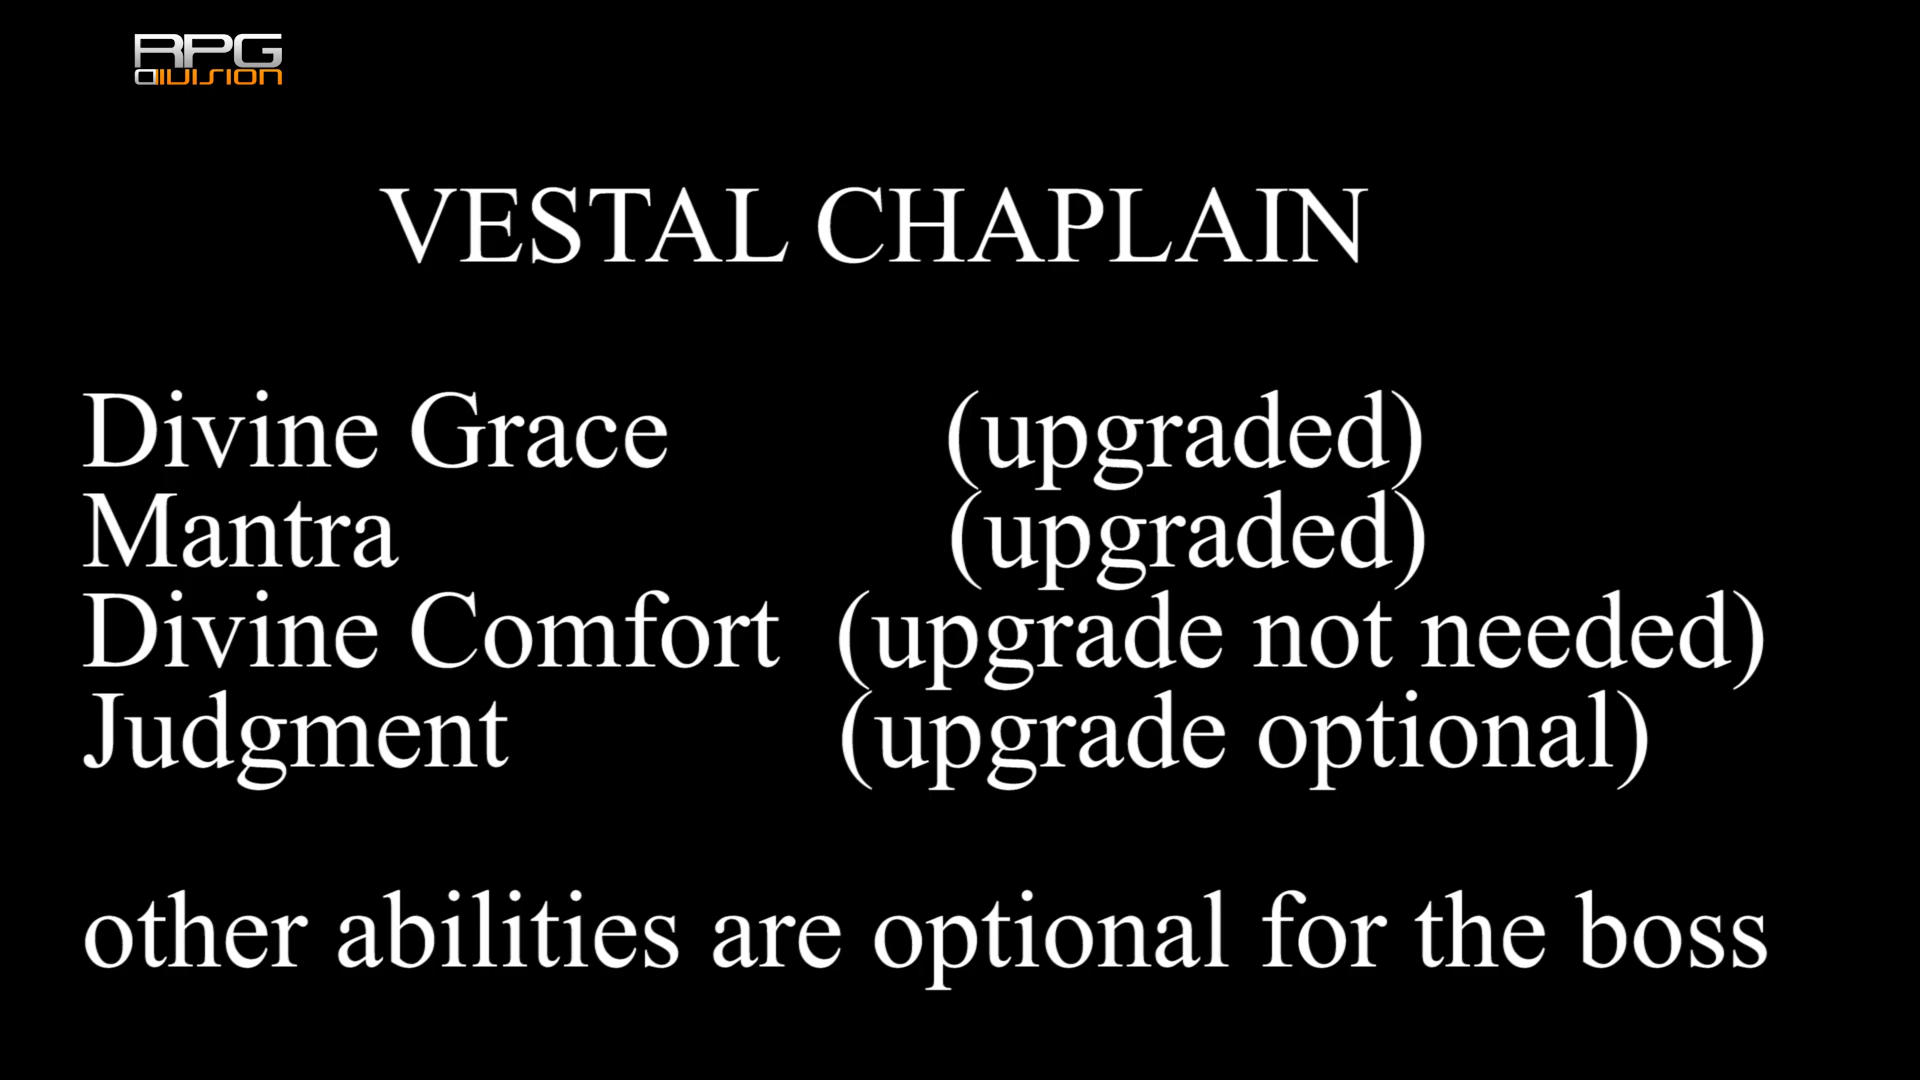 RPG
DIVISION
VESTAL CHAPLAIN
Divine Grace (upgraded)
Mantra (upgraded)
Divine Comfort (upgrade not needed)
Judgment (upgrade optional)
other abilities are optional for the boss